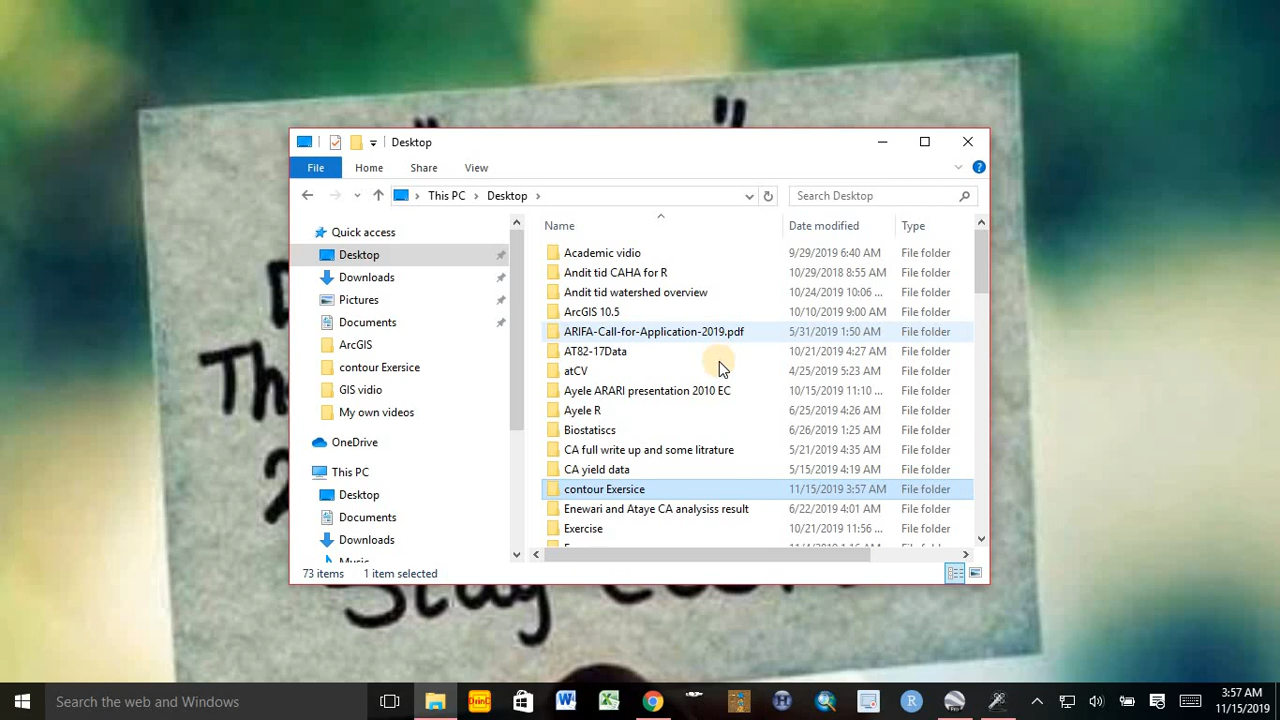 Desktop
File Home Share View
This PC Desktop Search Desktop
Name Date modified Type
Quick access
Desktop
Downloads
Pictures
Documents
ArcGIS
contour Exersice
GIS vidio
My own videos
OneDrive
This PC
Desktop
Documents
Downloads
Music
Academic vidio 9/29/2019 6:40 AM File folder
Andit tid CAHA for R 10/29/2018 8:55 AM File folder
Andit tid watershed overview 10/24/2019 10:06 ... File folder
ArcGIS 10.5 10/10/2019 9:00 AM File folder
ARIFA-Call-for-Application-2019.pdf 5/31/2019 1:50 AM File folder
AT82-17Data 10/21/2019 4:27 AM File folder
atCV 4/25/2019 5:23 AM File folder
Ayele ARARI presentation 2010 EC 10/15/2019 11:10 ... File folder
Ayele R 6/25/2019 4:26 AM File folder
Biostatiscs 6/26/2019 1:25 AM File folder
CA full write up and some litrature 5/21/2019 4:35 AM File folder
CA yield data 5/15/2019 4:19 AM File folder
contour Exersice 11/15/2019 3:57 AM File folder
Enewari and Ataye CA analysiss result 6/22/2019 4:01 AM File folder
Exercise 10/21/2019 11:56 ... File folder
73 items 1 item selected
Stay
Search the web and Windows
3:57 AM
11/15/2019